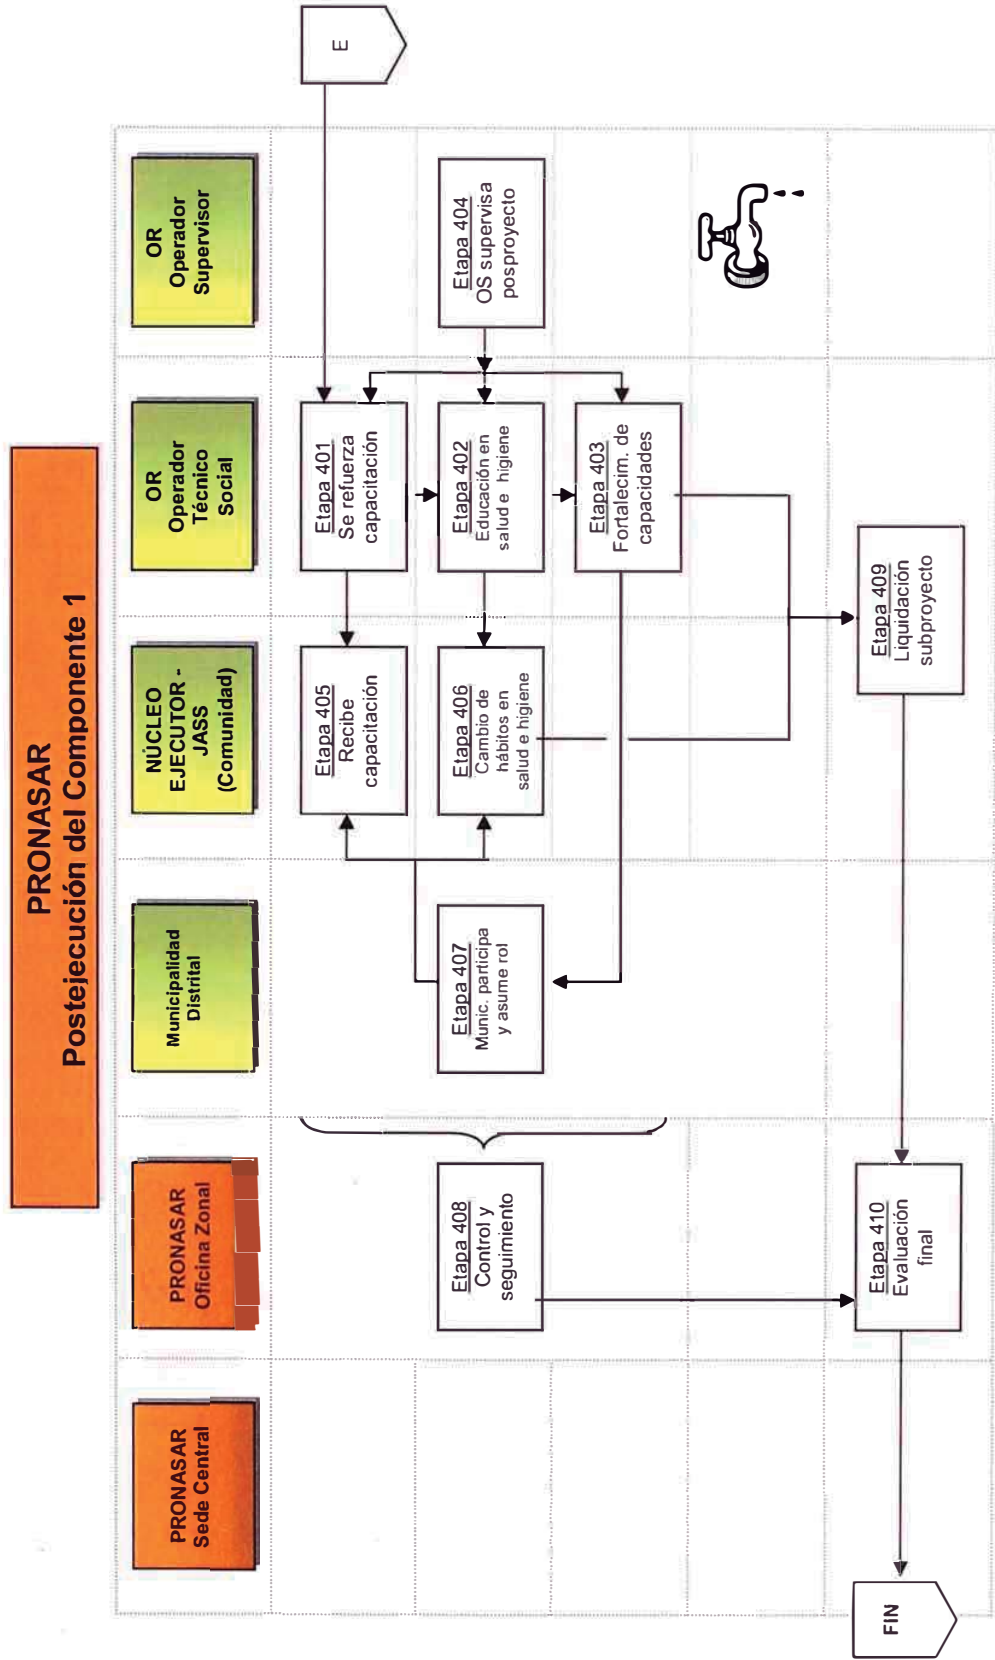 PRONASAR
Postejecución del Componente 1
PRONASAR
Sede Central
PRONASAR
Oficina Zonal
Municipalidad
Distrital
NÚCLEO
EJECUTOR -
JASS
(Comunidad)
OR
Operador
Técnico
Social
OR
Operador
Supervisor
E
Etapa 405
Recibe
capacitación
Etapa 401
Se refuerza
capacitación
Etapa 408
Control y
seguimiento
Etapa 407
Munic. participa
y asume rol
Etapa 406
Cambio de
hábitos en
salud e higiene
Etapa 402
Educación en
salud e higiene
Etapa 404
OS supervisa
posproyecto
Etapa 403
Fortalecim. de
capacidades
FIN
Etapa 410
Evaluación
final
Etapa 409
Liquidación
subproyecto